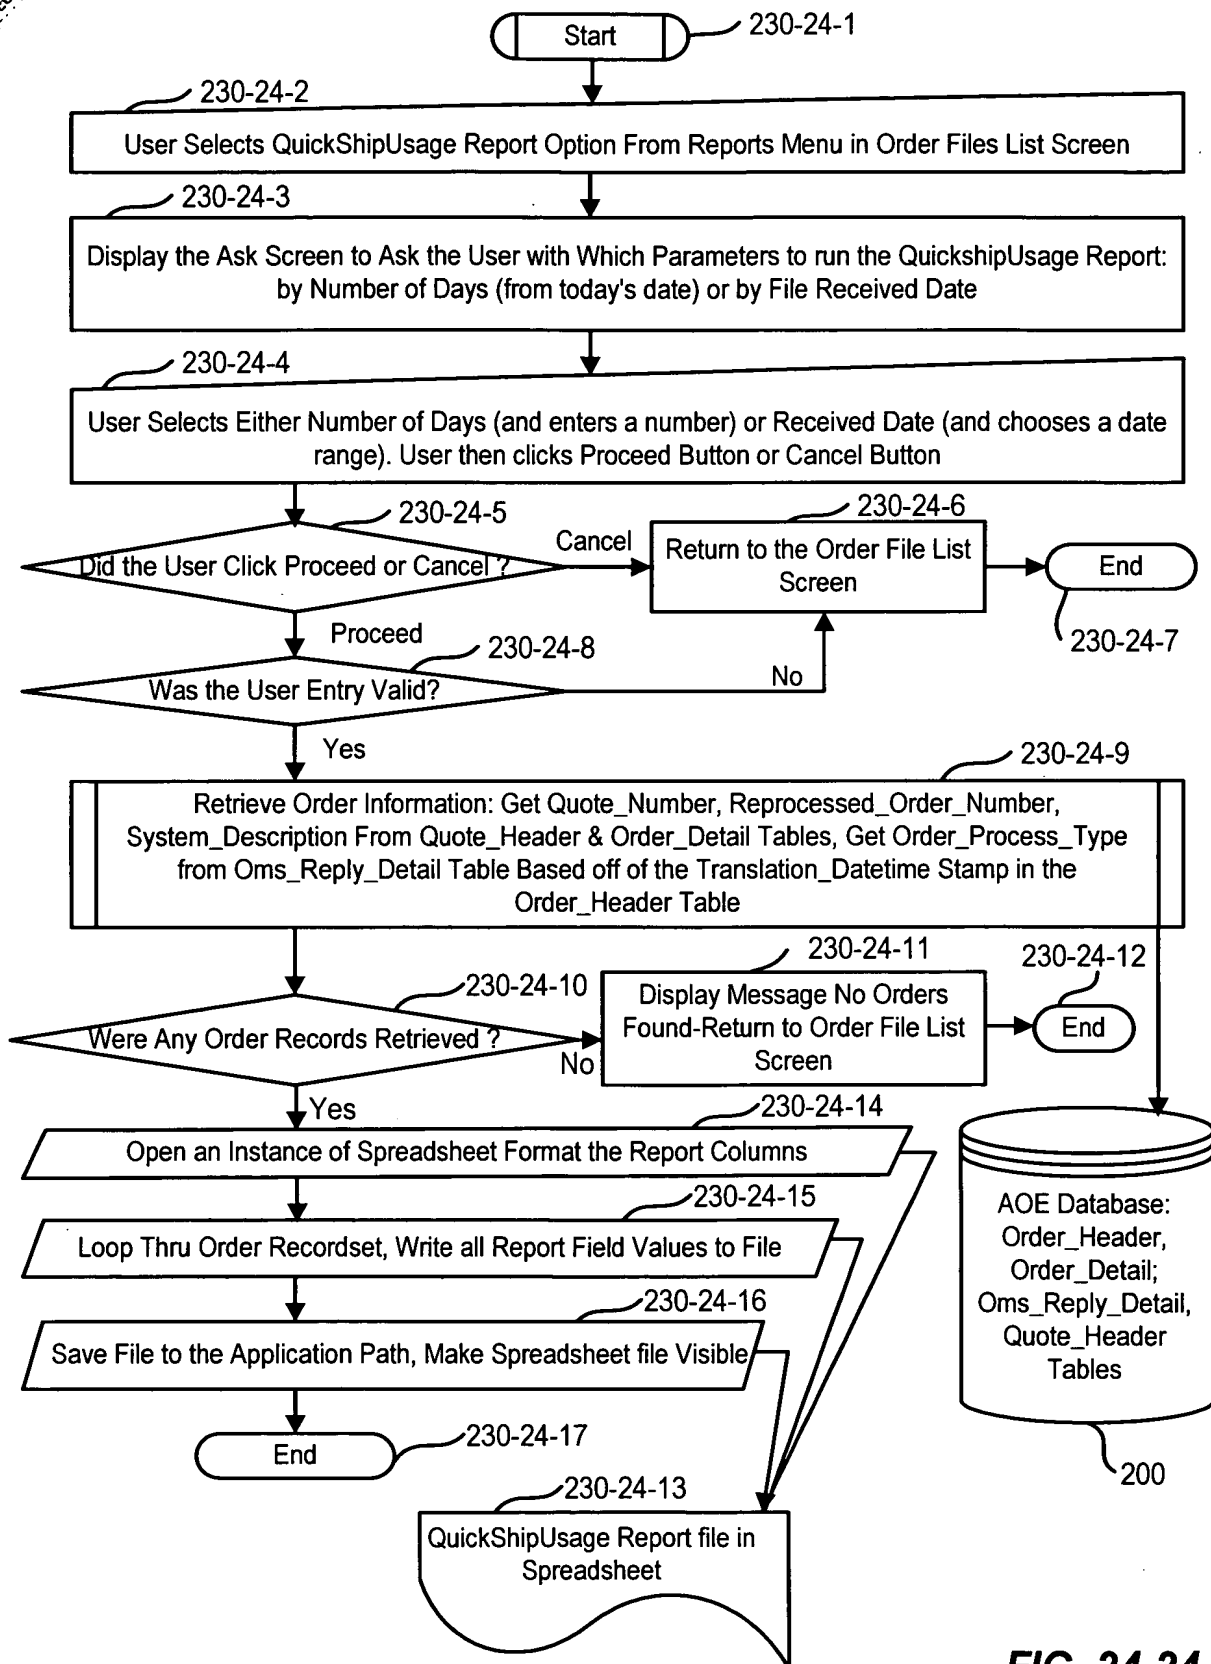 Start
230-24-1
230-24-2
User Selects QuickShipUsage Report Option From Reports Menu in Order Files List Screen
230-24-3
Display the Ask Screen to Ask the User with Which Parameters to run the QuickshipUsage Report:
by Number of Days (from today's date) or by File Received Date
230-24-4
User Selects Either Number of Days (and enters a number) or Received Date (and chooses a date
range). User then clicks Proceed Button or Cancel Button
230-24-5
Did the User Click Proceed or Cancel ?
Cancel
230-24-6
Return to the Order File List
Screen
End
230-24-7
Proceed
230-24-8
Was the User Entry Valid?
No
Yes
230-24-9
Retrieve Order Information: Get Quote_Number, Reprocessed_Order_Number,
System_Description From Quote_Header & Order_Detail Tables, Get Order_Process_Type
from Oms_Reply_Detail Table Based off of the Translation_Datetime Stamp in the
Order_Header Table
230-24-10
Were Any Order Records Retrieved ?
No
230-24-11
Display Message No Orders
Found-Return to Order File List
Screen
230-24-12
End
Yes
230-24-14
Open an Instance of Spreadsheet Format the Report Columns
230-24-15
Loop Thru Order Recordset, Write all Report Field Values to File
230-24-16
Save File to the Application Path, Make Spreadsheet file Visible
End
230-24-17
AOE Database:
Order_Header,
Order_Detail;
Oms_Reply_Detail,
Quote_Header
Tables
200
230-24-13
QuickShipUsage Report file in
Spreadsheet
FIG. 24-24